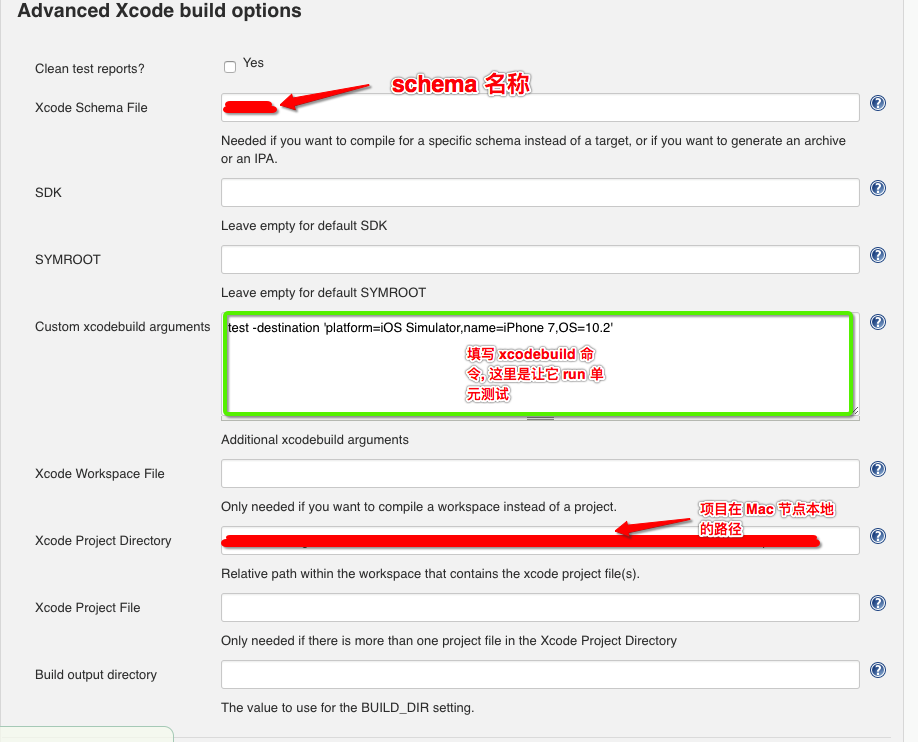 Advanced Xcode build options
Clean test reports?
Yes
schema 名称
Xcode Schema File
Needed if you want to compile for a specific schema instead of a target, or if you want to generate an archive
or an IPA.
SDK
Leave empty for default SDK
SYMROOT
Leave empty for default SYMROOT
Custom xcodebuild arguments
test -destination 'platform=iOS Simulator,name=iPhone 7,OS=10.2'
填写 xcodebuild 命
令, 这里是让它 run 单
元测试
Additional xcodebuild arguments
Xcode Workspace File
Only needed if you want to compile a workspace instead of a project.
项目在 Mac 节点本地
的路径
Xcode Project Directory
Relative path within the workspace that contains the xcode project file(s).
Xcode Project File
Only needed if there is more than one project file in the Xcode Project Directory
Build output directory
The value to use for the BUILD_DIR setting.